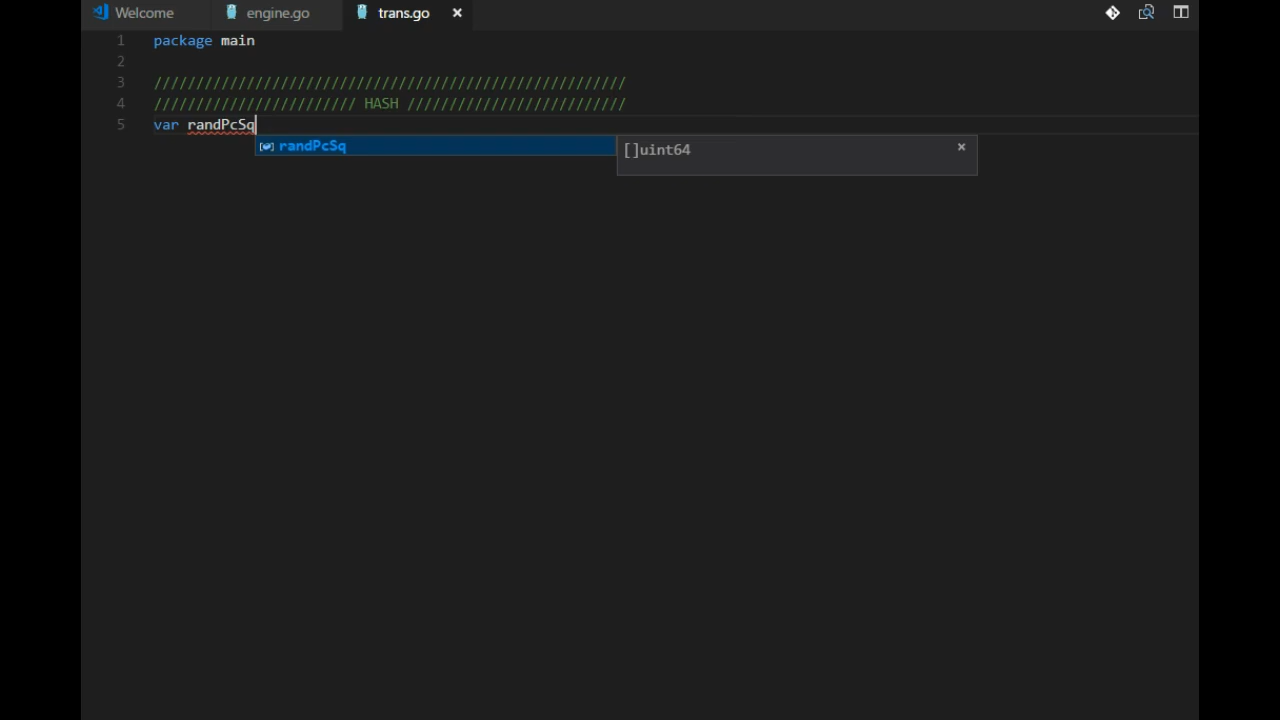 Welcome engine.go trans.go ×
1 package main
2
3 ////////////////////////////////////////////////////////
4 //////////////////////// HASH //////////////////////////
5 var randPcSq
randPcSq []uint64 ×